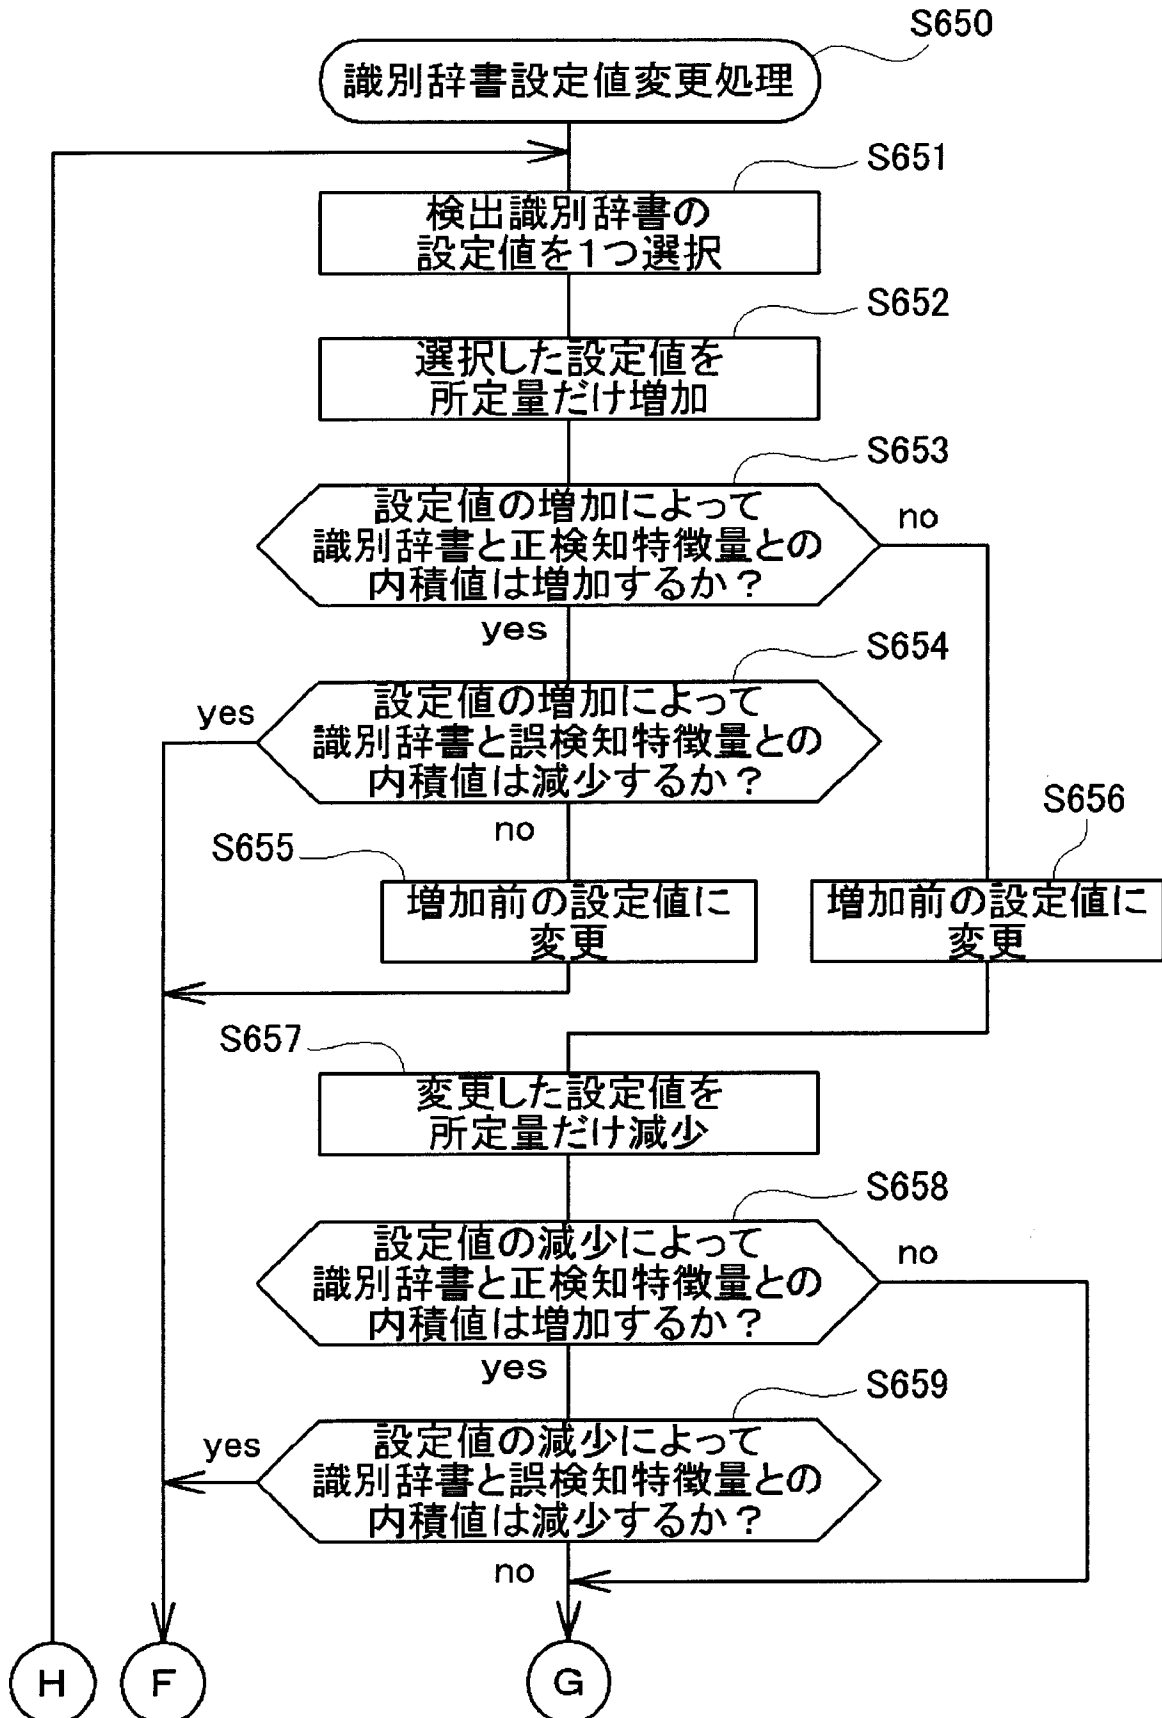 S650
識別辞書設定値変更処理
S651
検出識別辞書の
設定値を1つ選択
S652
選択した設定値を
所定量だけ増加
S653
設定値の増加によって
識別辞書と正検知特徴量との
内積値は増加するか？
no
yes
S654
設定値の増加によって
識別辞書と誤検知特徴量との
内積値は減少するか？
yes
no
S655
増加前の設定値に
変更
S656
増加前の設定値に
変更
S657
変更した設定値を
所定量だけ減少
S658
設定値の減少によって
識別辞書と正検知特徴量との
内積値は増加するか？
no
yes
S659
設定値の減少によって
識別辞書と誤検知特徴量との
内積値は減少するか？
yes
no
H
F
G